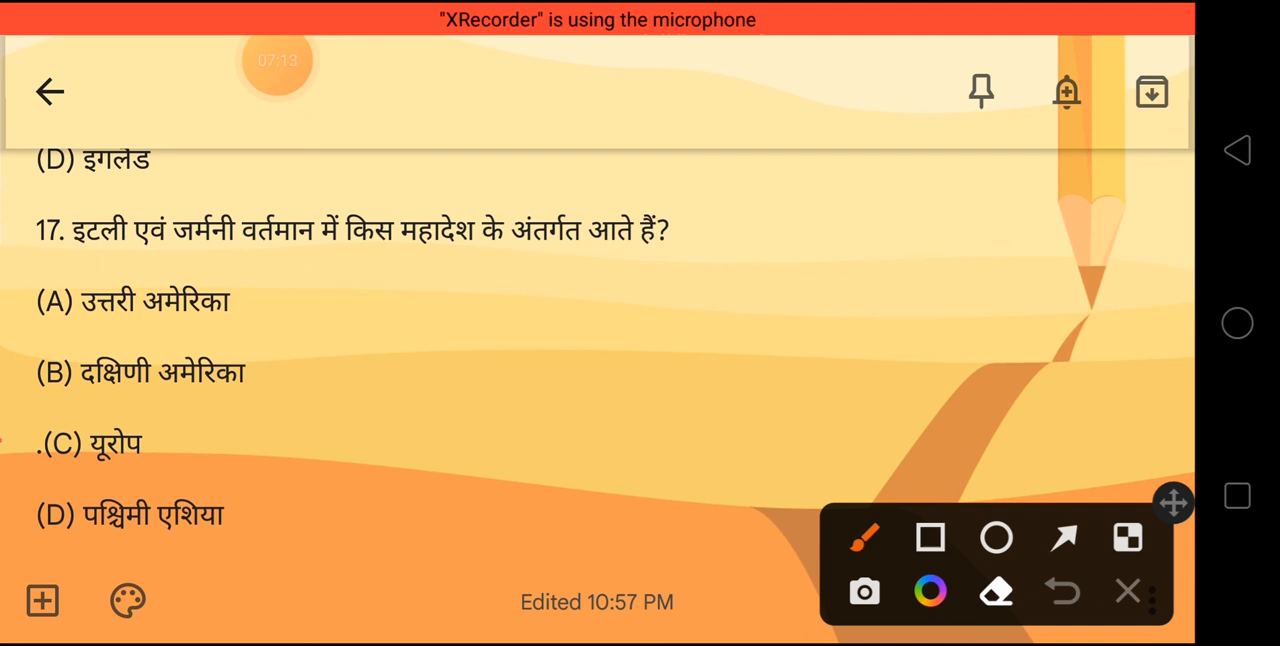 "XRecorder" is using the microphone
07:13
(D) इंगलैंड
17. इटली एवं जर्मनी वर्तमान में किस महादेश के अंतर्गत आते हैं?
(A) उत्तरी अमेरिका
(B) दक्षिणी अमेरिका
.(C) यूरोप
(D) पश्चिमी एशिया
Edited 10:57 PM